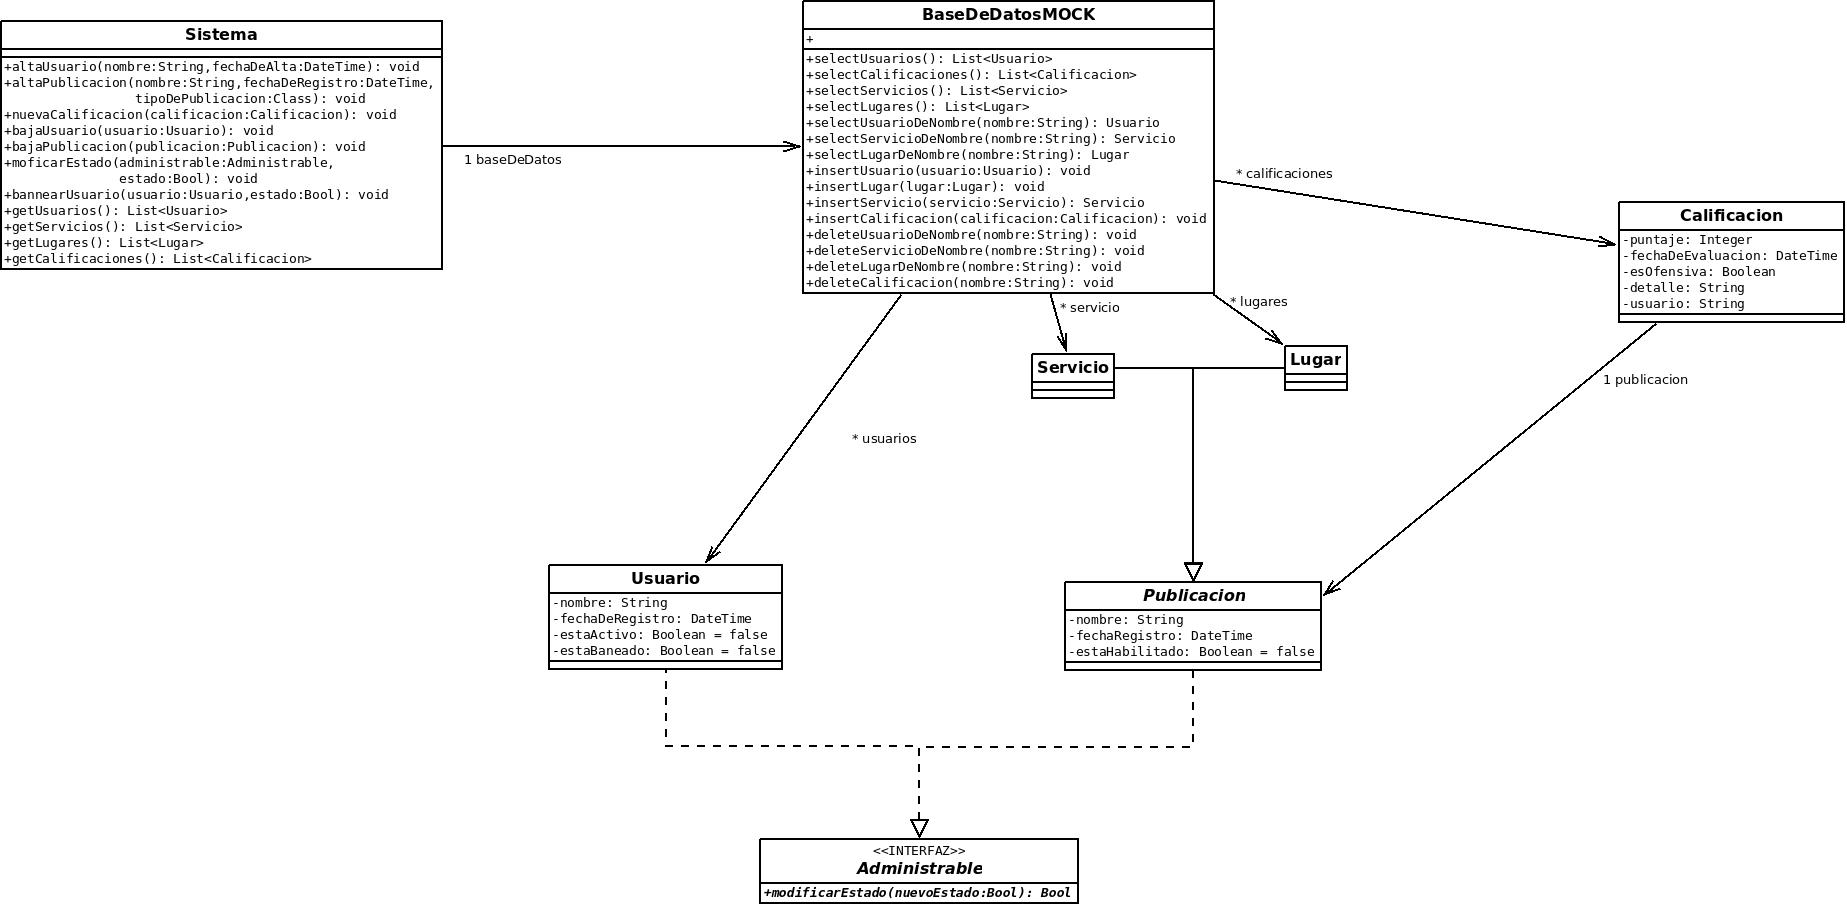 Sistema
+altaUsuario(nombre:String,fechaDeAlta:DateTime): void
+altaPublicacion(nombre:String,fechaDeRegistro:DateTime,
tipoDePublicacion:Class): void
+nuevaCalificacion(calificacion:Calificacion): void
+bajaUsuario(usuario:Usuario): void
+bajaPublicacion(publicacion:Publicacion): void
+moficarEstado(administrable:Administrable,
estado:Bool): void
+bannearUsuario(usuario:Usuario,estado:Bool): void
+getUsuarios(): List<Usuario>
+getServicios(): List<Servicio>
+getLugares(): List<Lugar>
+getCalificaciones(): List<Calificacion>
1 baseDeDatos
BaseDeDatosMOCK
+
+selectUsuarios(): List<Usuario>
+selectCalificaciones(): List<Calificacion>
+selectServicios(): List<Servicio>
+selectLugares(): List<Lugar>
+selectUsuarioDeNombre(nombre:String): Usuario
+selectServicioDeNombre(nombre:String): Servicio
+selectLugarDeNombre(nombre:String): Lugar
+insertUsuario(usuario:Usuario): void
+insertLugar(lugar:Lugar): void
+insertServicio(servicio:Servicio): Servicio
+insertCalificacion(calificacion:Calificacion): void
+deleteUsuarioDeNombre(nombre:String): void
+deleteServicioDeNombre(nombre:String): void
+deleteLugarDeNombre(nombre:String): void
+deleteCalificacion(nombre:String): void
* calificaciones
Calificacion
-puntaje: Integer
-fechaDeEvaluacion: DateTime
-esOfensiva: Boolean
-detalle: String
-usuario: String
* servicio
* lugares
Servicio
Lugar
1 publicacion
* usuarios
Usuario
-nombre: String
-fechaDeRegistro: DateTime
-estaActivo: Boolean = false
-estaBaneado: Boolean = false
Publicacion
-nombre: String
-fechaRegistro: DateTime
-estaHabilitado: Boolean = false
<<INTERFAZ>>
Administrable
+modificarEstado(nuevoEstado:Bool): Bool